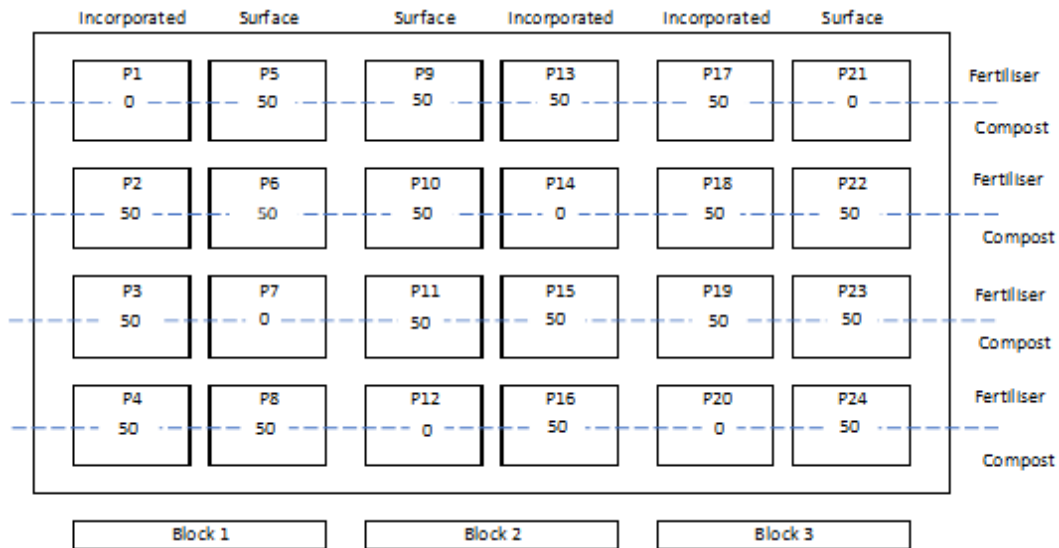 Incorporated Surface Surface Incorporated Incorporated Surface
P1 P5 P9 P13 P17 P21 Fertiliser
0 50 50 50 50 0
Compost
P2 P6 P10 P14 P18 P22 Fertiliser
50 50 50 0 50 50
Compost
P3 P7 P11 P15 P19 P23 Fertiliser
50 0 50 50 50 50
Compost
P4 P8 P12 P16 P20 P24 Fertiliser
50 50 0 50 0 50
Compost
Block 1 Block 2 Block 3